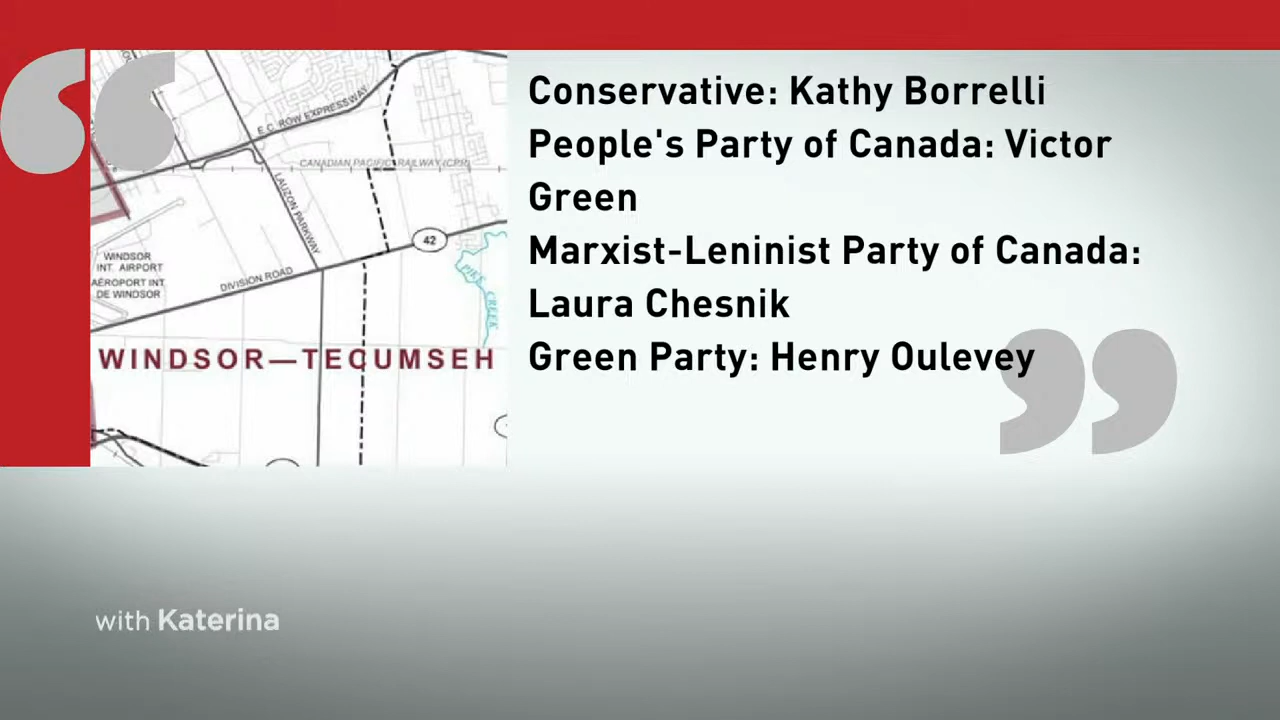 Conservative: Kathy Borrelli
People's Party of Canada: Victor
Green
Marxist-Leninist Party of Canada:
Laura Chesnik
Green Party: Henry Oulevey
E.C. ROW EXPRESSWAY
CANADIAN PACIFIC RAILWAY (CPR)
LAUZON PARKWAY
42
WINDSOR
INT. AIRPORT
AÉROPORT INT.
DE WINDSOR
DIVISION ROAD
PIKE CREEK
WINDSOR—TECUMSEH
with Katerina